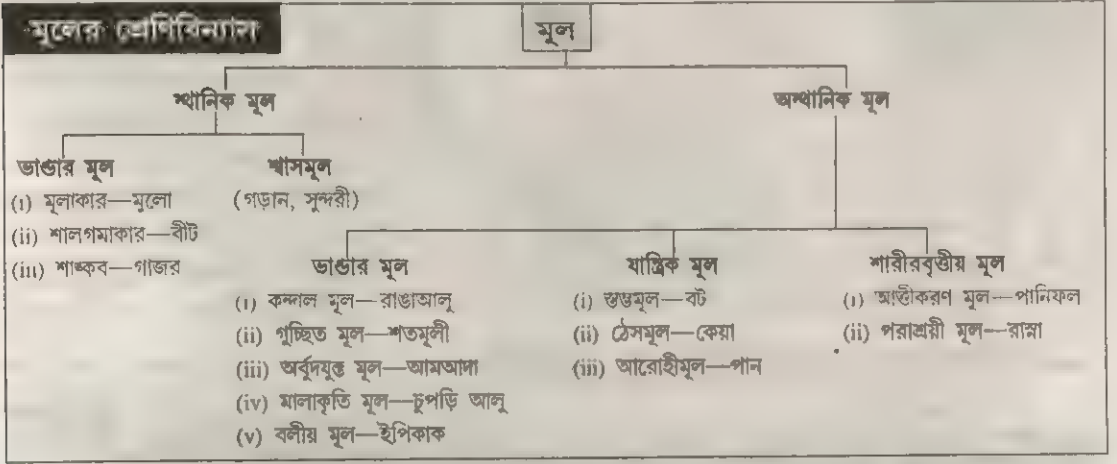 মূলের শ্রেণিবিন্যাস
মূল
স্থানিক মূল
অস্থানিক মূল
ভাণ্ডার মূল
(i) মূলাকার—মুলো
(ii) শালগমাকার—বীট
(iii) শাঙ্কব—গাজর
শ্বাসমূল
(গড়ান, সুন্দরী)
ভাণ্ডার মূল
(i) কন্দাল মূল—রাঙাআলু
(ii) গুচ্ছিত মূল—শতমূলী
(iii) অর্বুদযুক্ত মূল—আমআদা
(iv) মালাকৃতি মূল—চুপড়ি আলু
(v) বলীয় মূল—ইপিকাক
যান্ত্রিক মূল
(i) স্তম্ভমূল—বট
(ii) ঠেসমূল—কেয়া
(iii) আরোহীমূল—পান
শারীরবৃত্তীয় মূল
(i) আত্তীকরণ মূল—পানিফল
(ii) পরাশ্রয়ী মূল—রাস্না